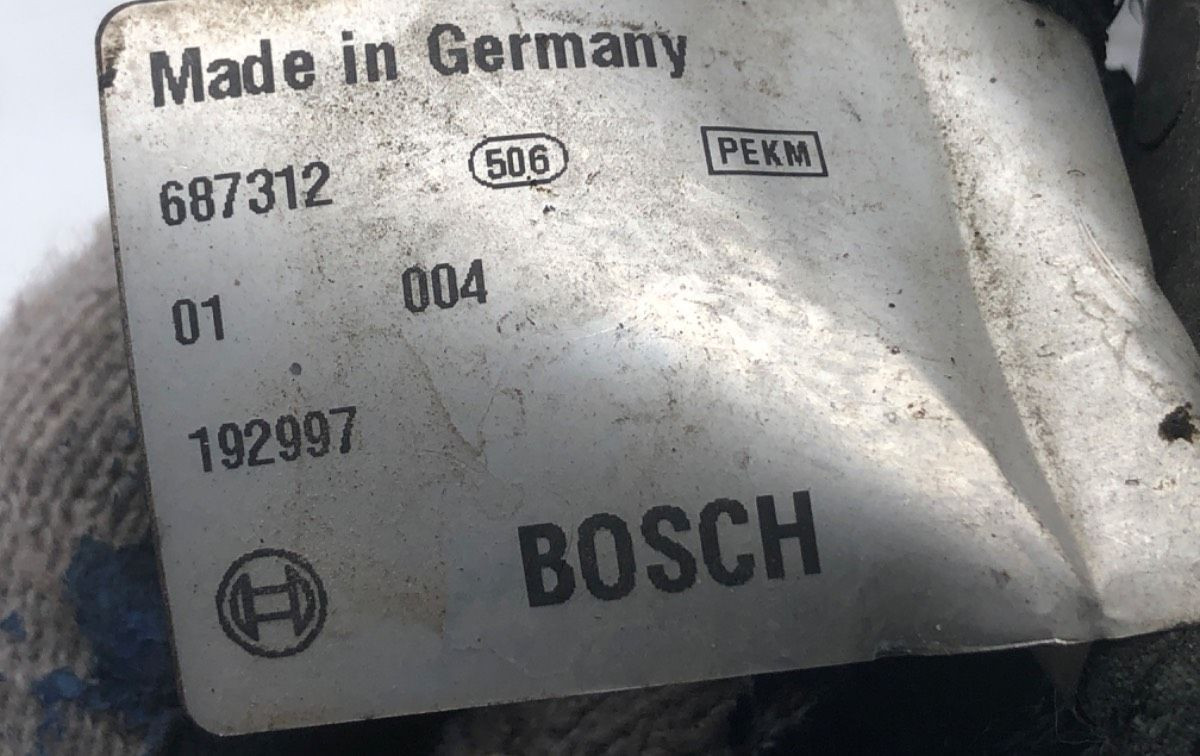 Made in Germany
687312 506 PEKM
01 004
192997
BOSCH